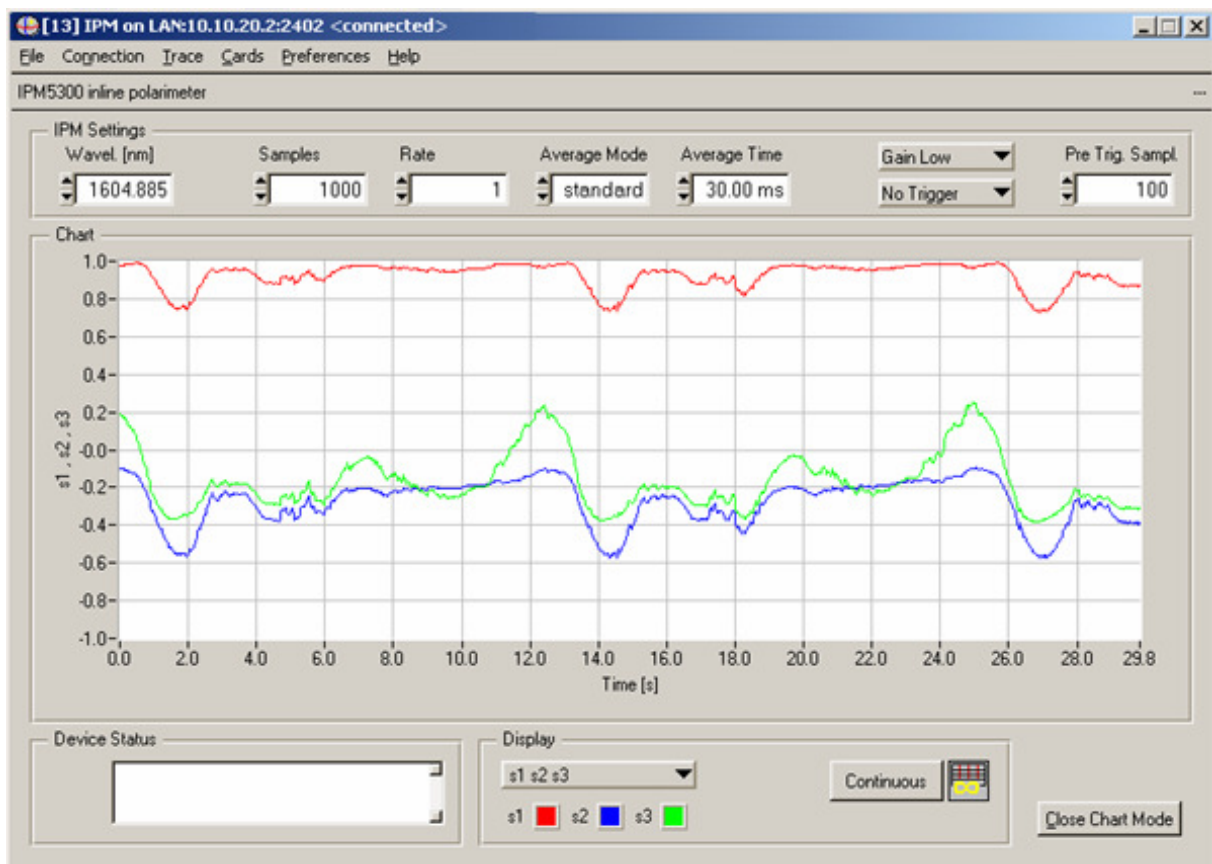 [13] IPM on LAN:10.10.20.2:2402 <connected>
File Connection Trace Cards Preferences Help
IPM5300 inline polarimeter ---
IPM Settings
Wavel. [nm] Samples Rate Average Mode Average Time Gain Low Pre Trig. Sampl.
1604.885 1000 1 standard 30.00 ms No Trigger 100
Chart
1.0
0.8
0.6
0.4
0.2
-0.0
-0.2
-0.4
-0.6
-0.8
-1.0
s1 , s2 , s3
0.0 2.0 4.0 6.0 8.0 10.0 12.0 14.0 16.0 18.0 20.0 22.0 24.0 26.0 28.0 29.8
Time [s]
Device Status
Display
s1 s2 s3
Continuous
s1 s2 s3
Close Chart Mode